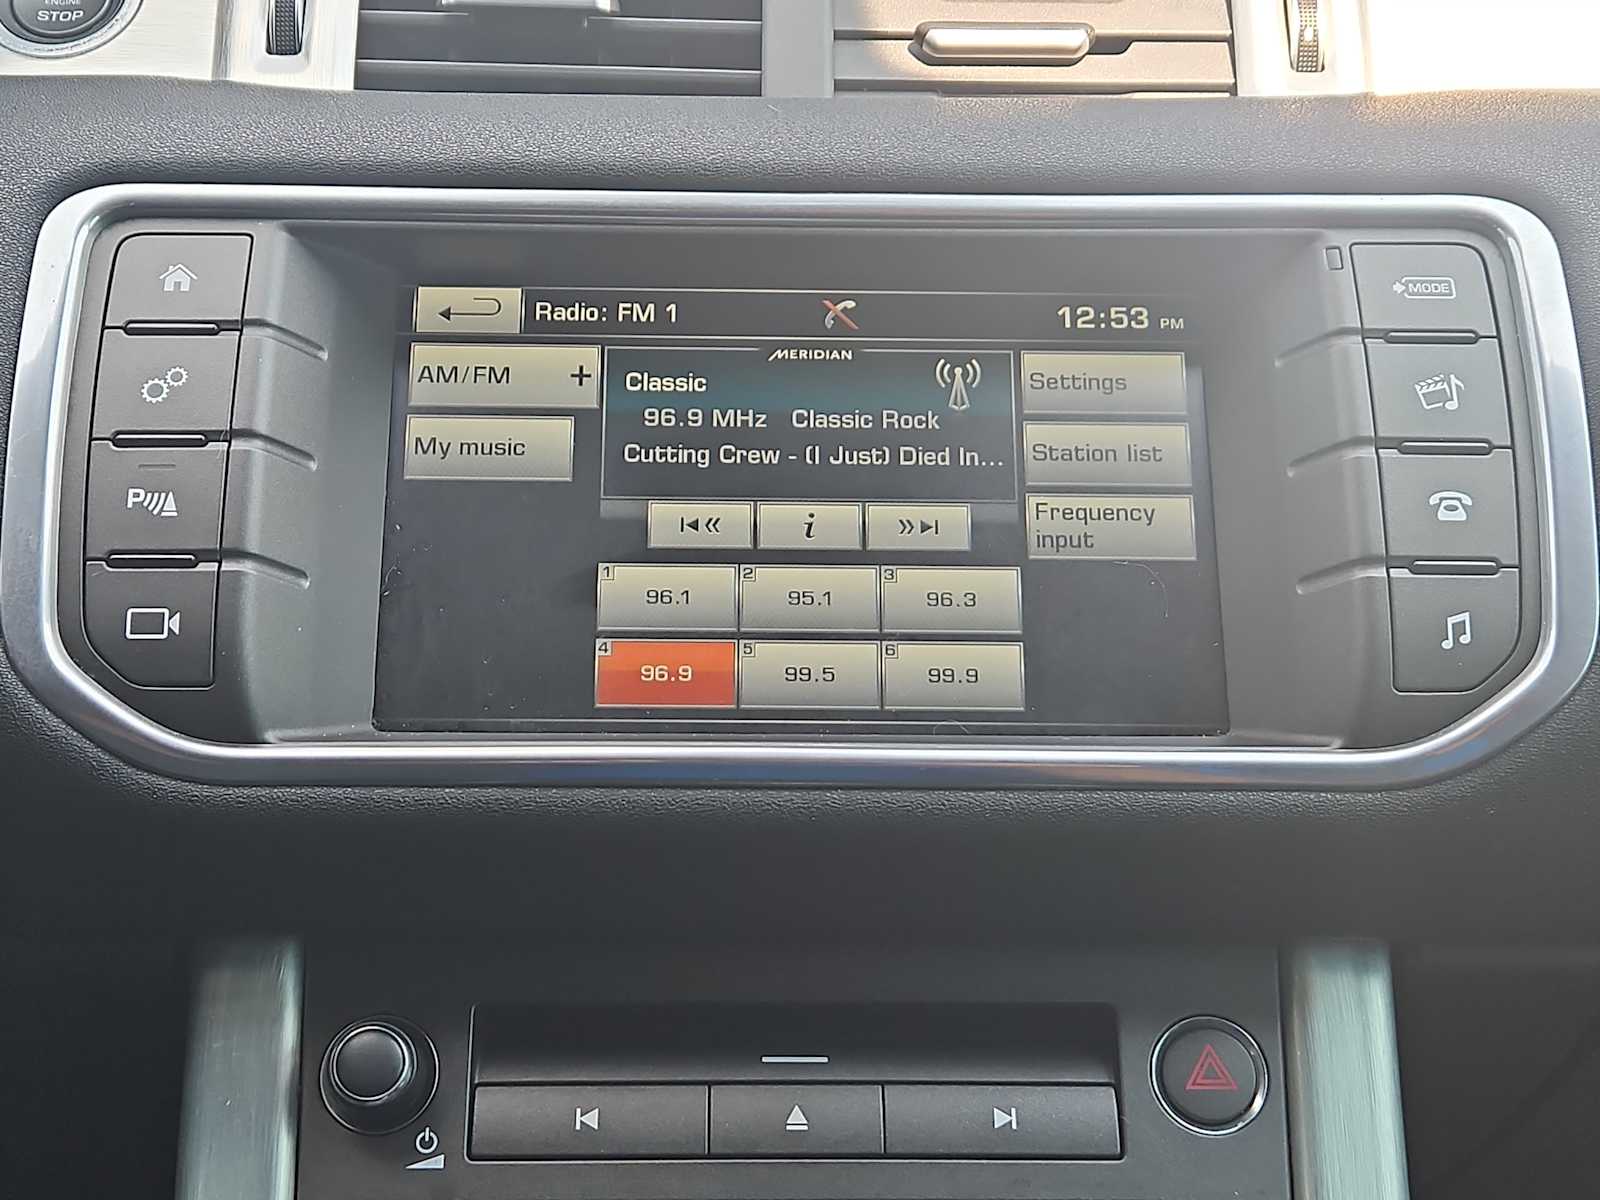 ENGINE
STOP
Radio: FM 1
12:53 PM
AM/FM +
My music
MERIDIAN
Classic
96.9 MHz Classic Rock
Cutting Crew - (I Just) Died In...
Settings
Station list
Frequency
input
i
1 96.1
2 95.1
3 96.3
4 96.9
5 99.5
6 99.9
P
MODE